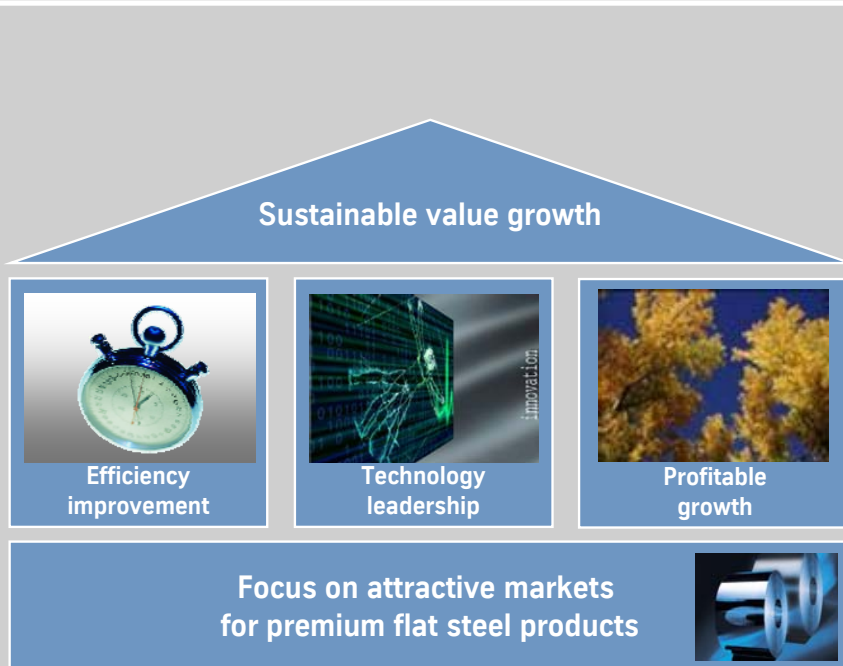 Sustainable value growth
innovation
Efficiency
improvement
Technology
leadership
Profitable
growth
Focus on attractive markets
for premium flat steel products